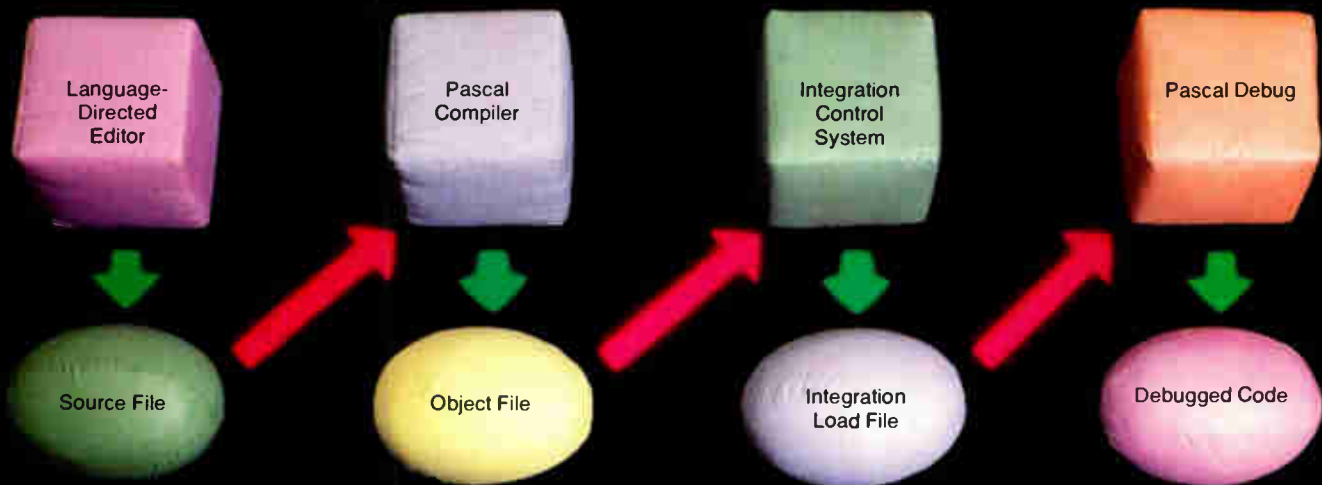 Language-
Directed
Editor
Pascal
Compiler
Integration
Control
System
Pascal Debug
Source File
Object File
Integration
Load File
Debugged Code